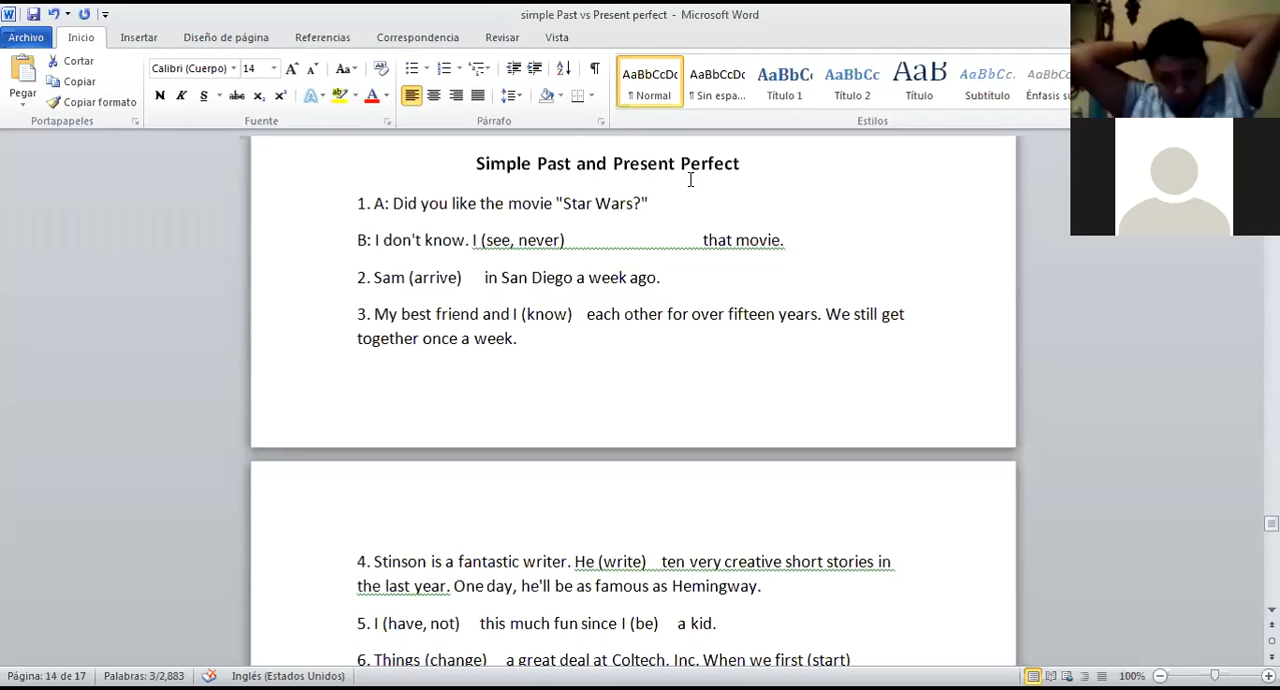 simple Past vs Present perfect - Microsoft Word
Archivo Inicio Insertar Diseño de página Referencias Correspondencia Revisar Vista
Pegar
Cortar
Copiar
Copiar formato
Portapapeles
Calibri (Cuerpo) 14
Fuente
Párrafo
AaBbCcDc AaBbCcDc AaBbC AaBbCc AaB AaBbCc. AaBbCc
¶ Normal ¶ Sin espa... Título 1 Título 2 Título Subtítulo Énfasis su
Estilos
Simple Past and Present Perfect
1. A: Did you like the movie "Star Wars?"
B: I don't know. I (see, never) that movie.
2. Sam (arrive) in San Diego a week ago.
3. My best friend and I (know) each other for over fifteen years. We still get
together once a week.
4. Stinson is a fantastic writer. He (write) ten very creative short stories in
the last year. One day, he'll be as famous as Hemingway.
5. I (have, not) this much fun since I (be) a kid.
6. Things (change) a great deal at Coltech, Inc. When we first (start)
Página: 14 de 17 Palabras: 3/2,883 Inglés (Estados Unidos) 100%